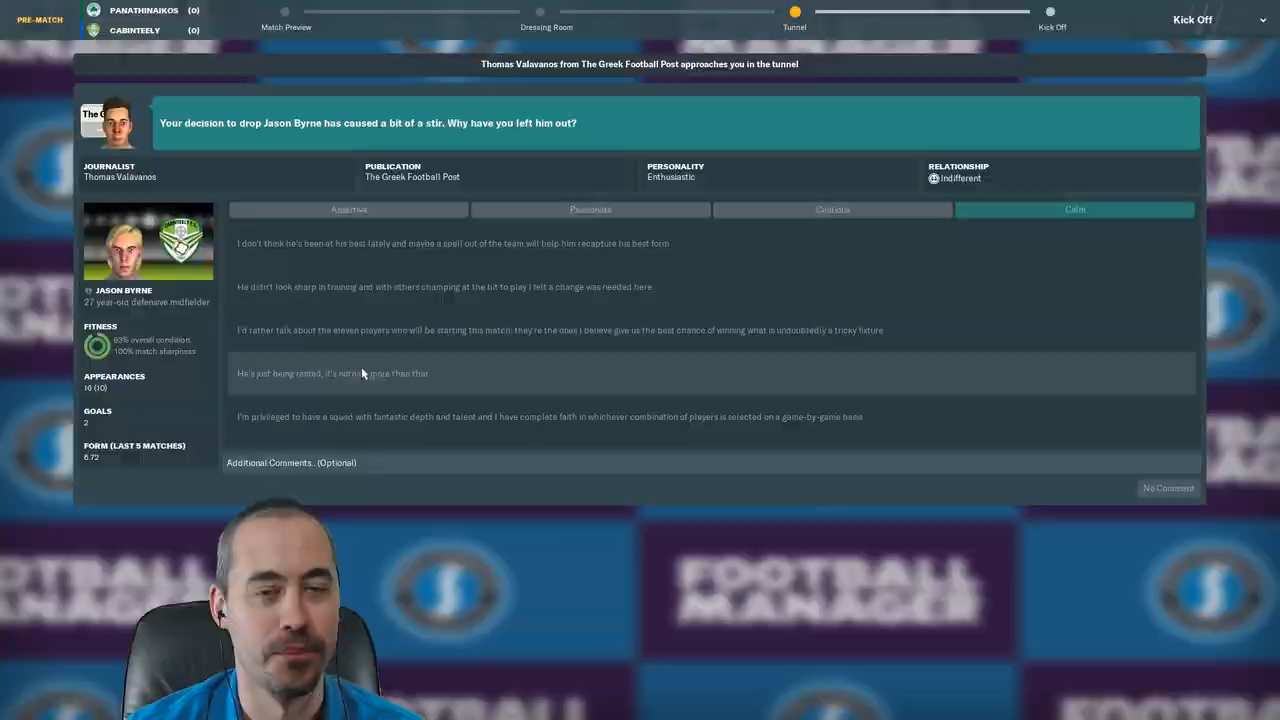 PRE-MATCH
PANATHINAIKOS (0)
CABINTEELY (0)
Match Preview
Dressing Room
Tunnel
Kick Off
Kick Off
Thomas Valavanos from The Greek Football Post approaches you in the tunnel
The G
Your decision to drop Jason Byrne has caused a bit of a stir. Why have you left him out?
JOURNALIST
Thomas Valavanos
PUBLICATION
The Greek Football Post
PERSONALITY
Enthusiastic
RELATIONSHIP
Indifferent
Assertive
Passionate
Cautious
Calm
I don't think he's been at his best lately and maybe a spell out of the team will help him recapture his best form
He didn't look sharp in training and with others champing at the bit to play I felt a change was needed here
I'd rather talk about the eleven players who will be starting this match; they're the ones I believe give us the best chance of winning what is undoubtedly a tricky fixture
He's just being rested, it's nothing more than that
I'm privileged to have a squad with fantastic depth and talent and I have complete faith in whichever combination of players is selected on a game-by-game basis
Additional Comments.. (Optional)
No Comment
CABINTEELY F.C.
JASON BYRNE
27 year-old defensive midfielder
FITNESS
93% overall condition.
100% match sharpness
APPEARANCES
10 (10)
GOALS
2
FORM (LAST 5 MATCHES)
6.72
FOOTBALL
MANAGER
FOOTBALL
MANAGER